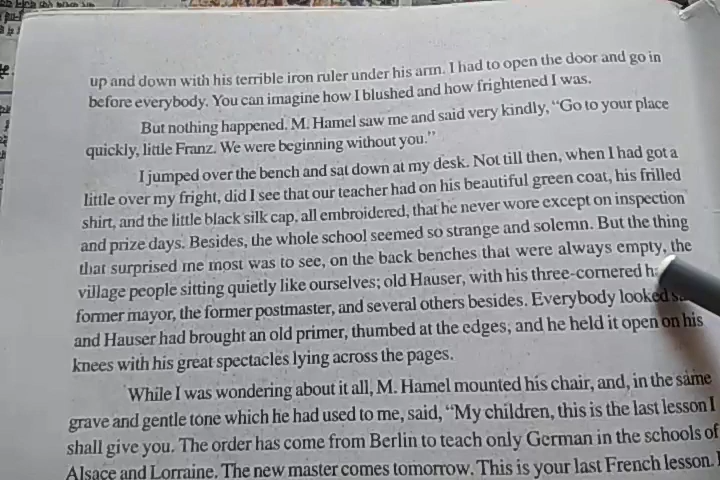 up and down with his terrible iron ruler under his arm. I had to open the door and go in
before everybody. You can imagine how I blushed and how frightened I was.
But nothing happened. M. Hamel saw me and said very kindly, “Go to your place
quickly, little Franz. We were beginning without you.”
I jumped over the bench and sat down at my desk. Not till then, when I had got a
little over my fright, did I see that our teacher had on his beautiful green coat, his frilled
shirt, and the little black silk cap, all embroidered, that he never wore except on inspection
and prize days. Besides, the whole school seemed so strange and solemn. But the thing
that surprised me most was to see, on the back benches that were always empty, the
village people sitting quietly like ourselves; old Hauser, with his three-cornered
former mayor, the former postmaster, and several others besides. Everybody looked
and Hauser had brought an old primer, thumbed at the edges, and he held it open on his
knees with his great spectacles lying across the pages.
While I was wondering about it all, M. Hamel mounted his chair, and, in the same
grave and gentle tone which he had used to me, said, “My children, this is the last lesson I
shall give you. The order has come from Berlin to teach only German in the schools of
Alsace and Lorraine. The new master comes tomorrow. This is your last French lesson.